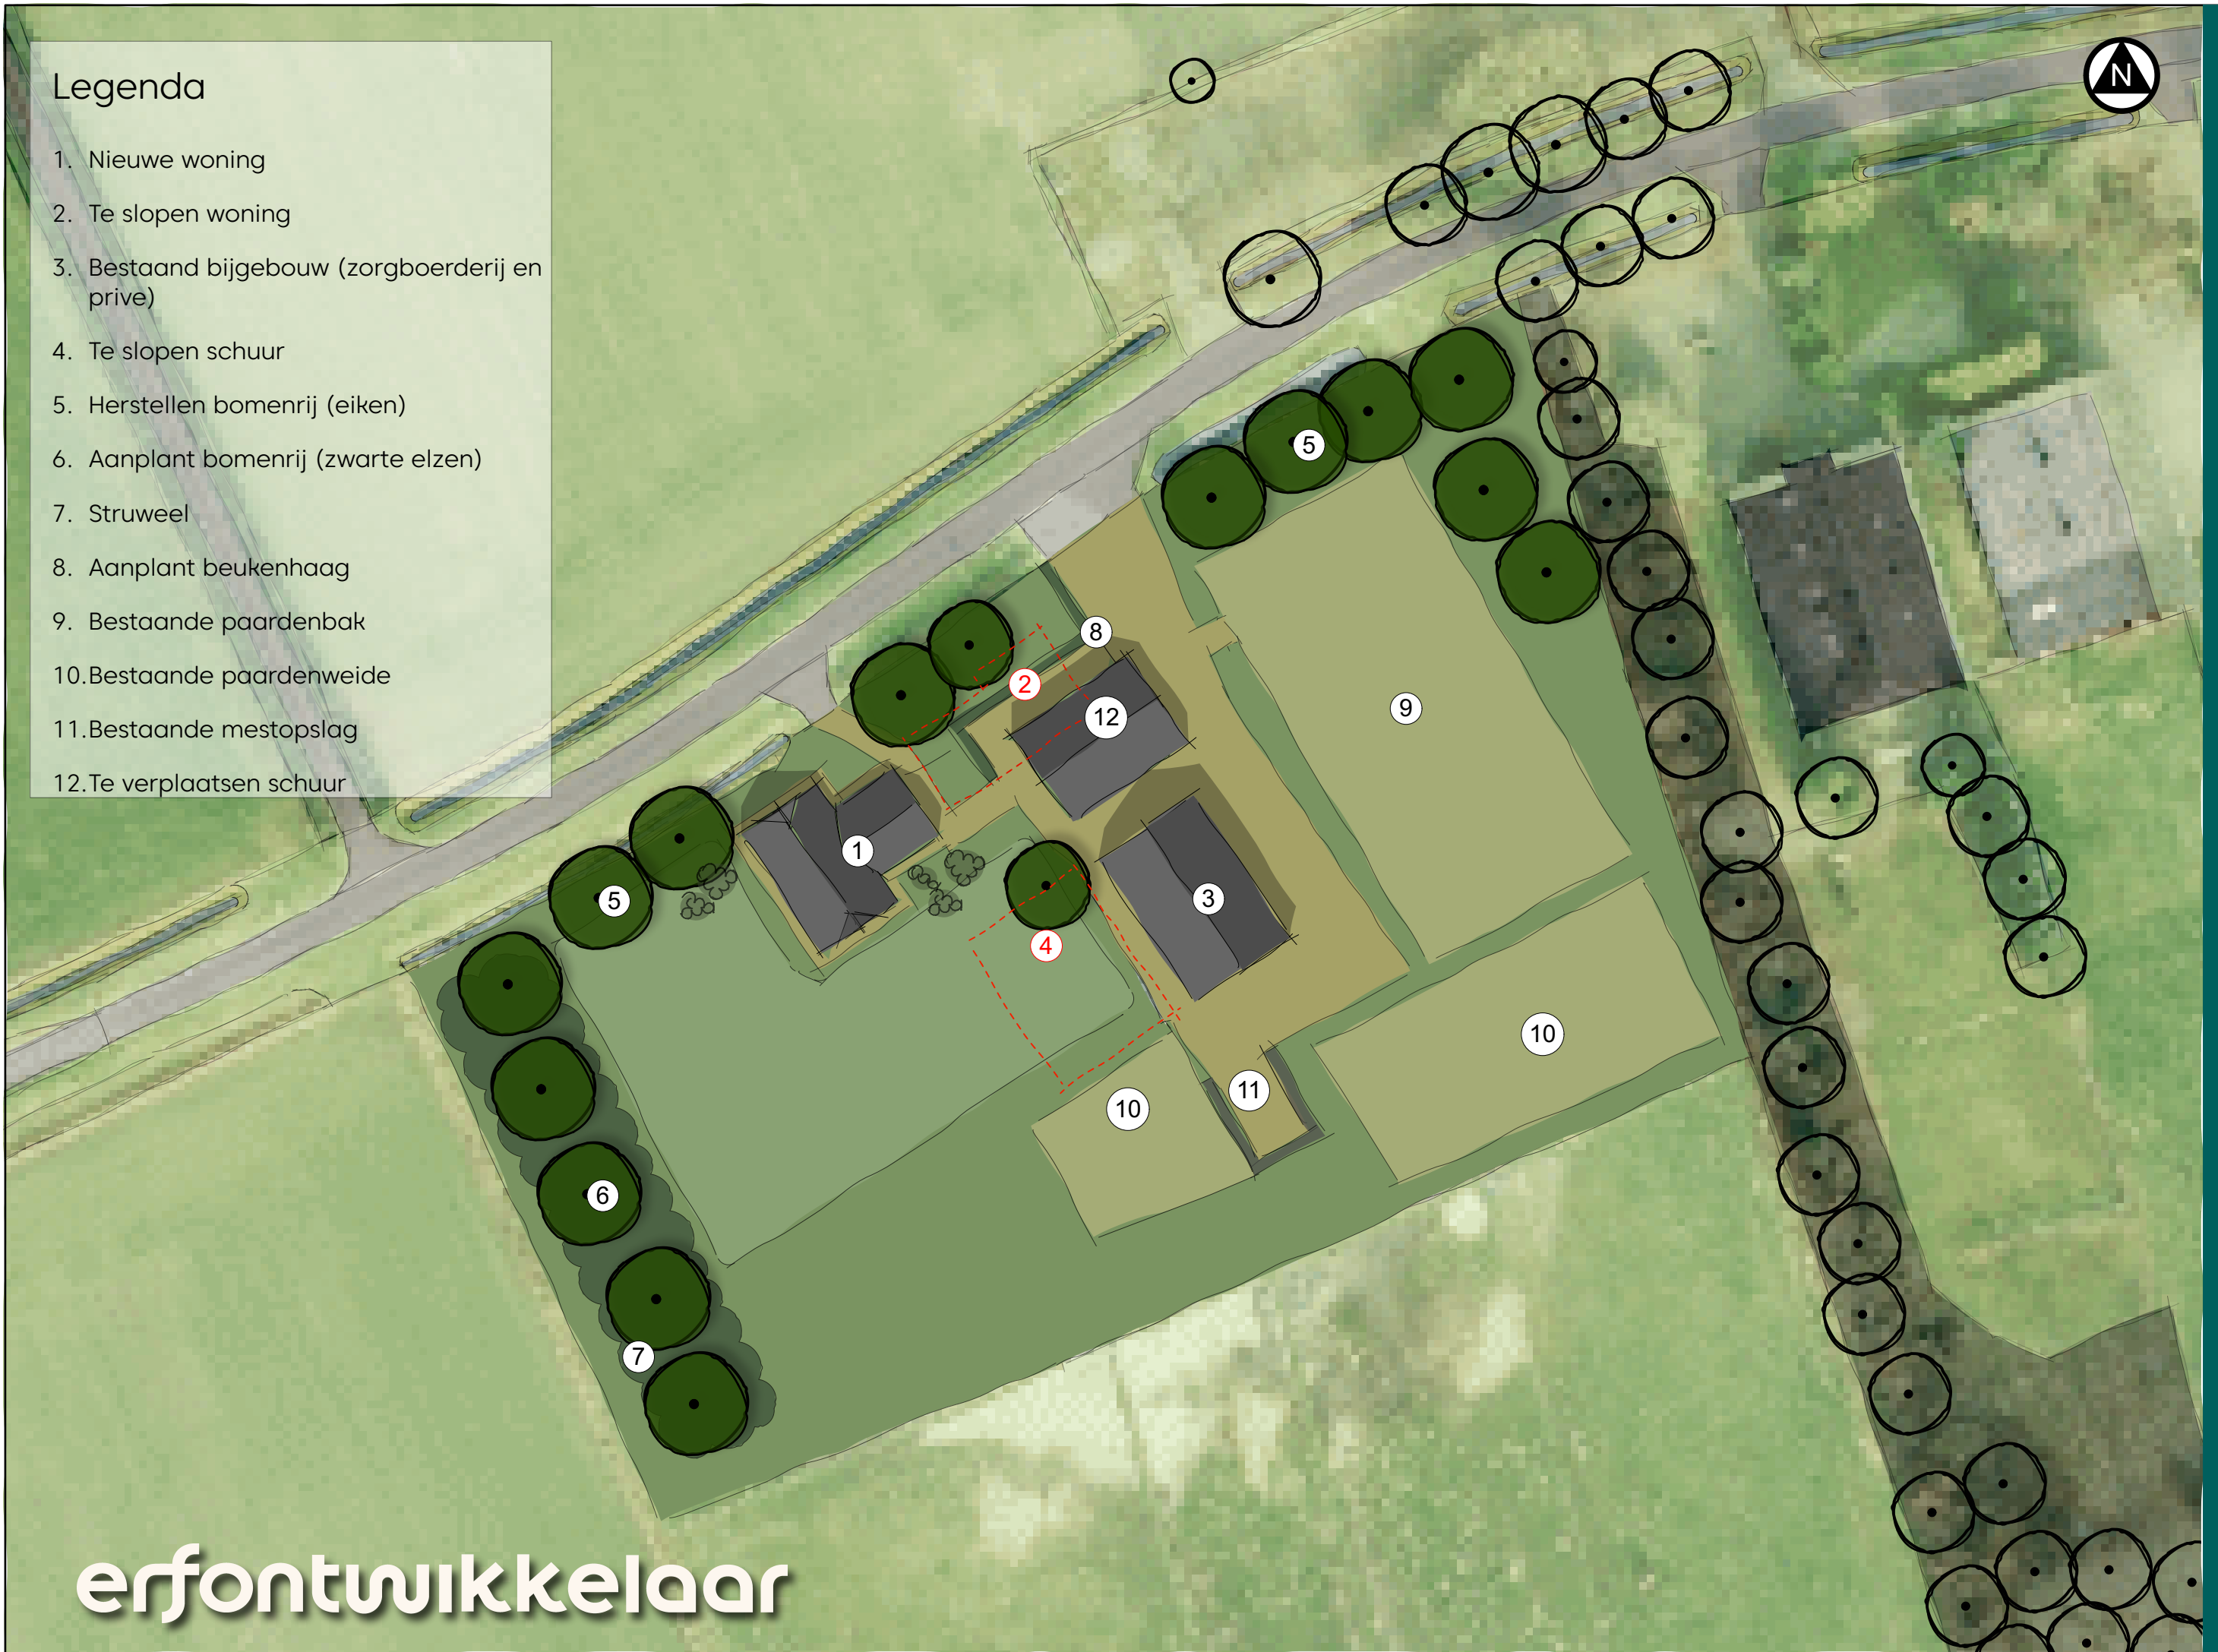 Legenda
1. Nieuwe woning
2. Te slopen woning
3. Bestaand bijgebouw (zorgboerderij en
prive)
4. Te slopen schuur
5. Herstellen bomenrij (eiken)
6. Aanplant bomenrij (zwarte elzen)
7. Struweel
8. Aanplant beukenhaag
9. Bestaande paardenbak
10.Bestaande paardenweide
11.Bestaande mestopslag
12.Te verplaatsen schuur
N
5
8
2
12
9
1
3
5
4
10
11
10
6
7
erfontwikkelaar